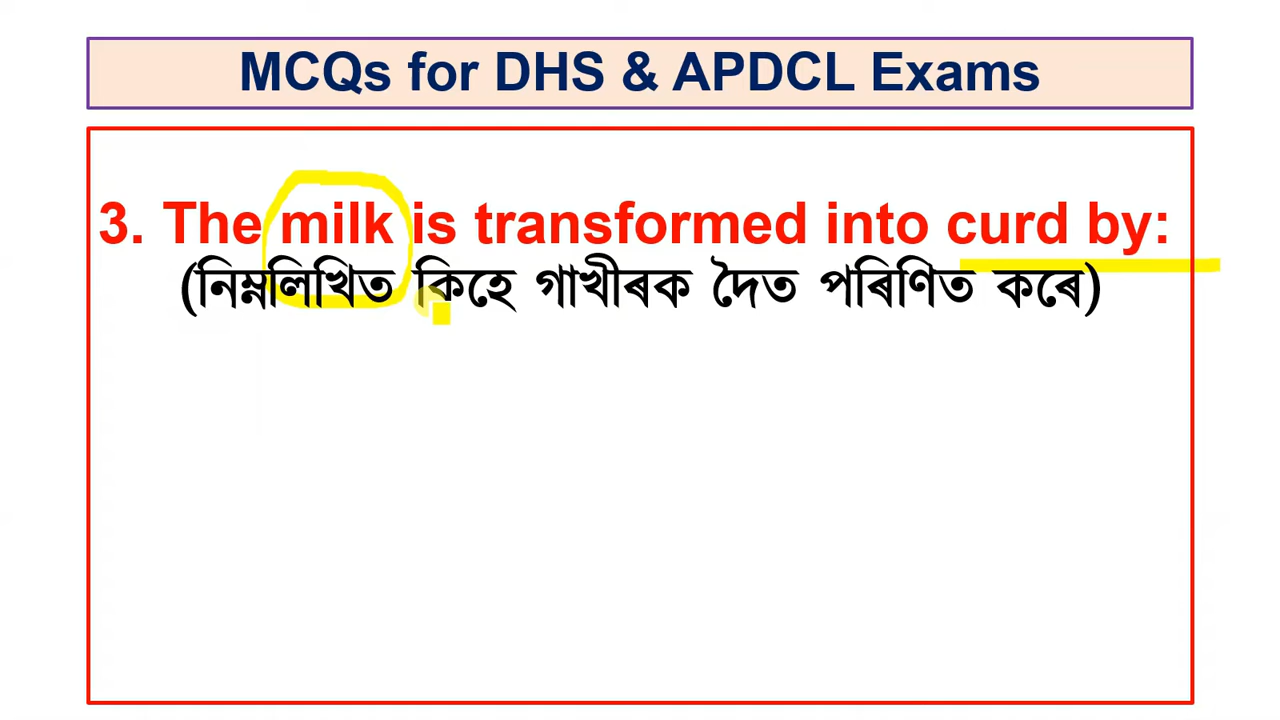 MCQs for DHS & APDCL Exams
3. The milk is transformed into curd by:
(নিম্নলিখিত কিহে গাখীৰক দৈত পৰিণিত কৰে)